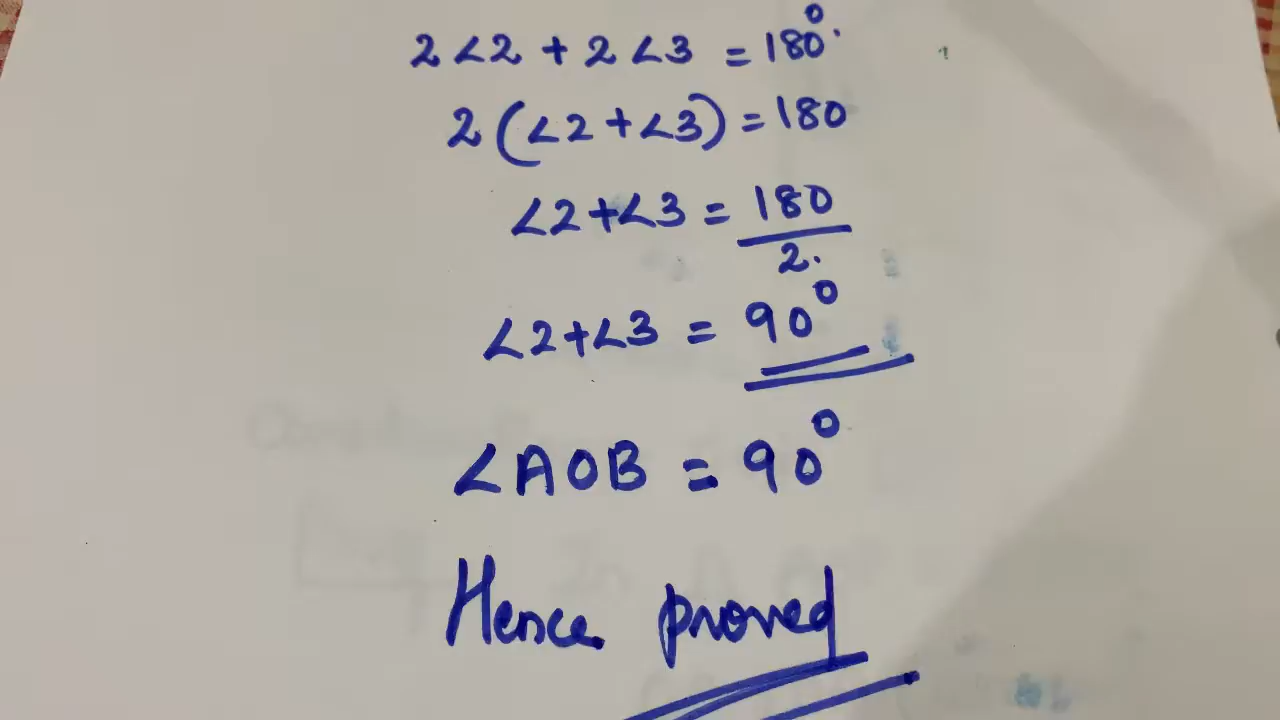 2∠2 + 2∠3 = 180°.
2(∠2+∠3) = 180
∠2+∠3 = 180/2.
∠2+∠3 = 90°
∠AOB = 90°
Hence proved